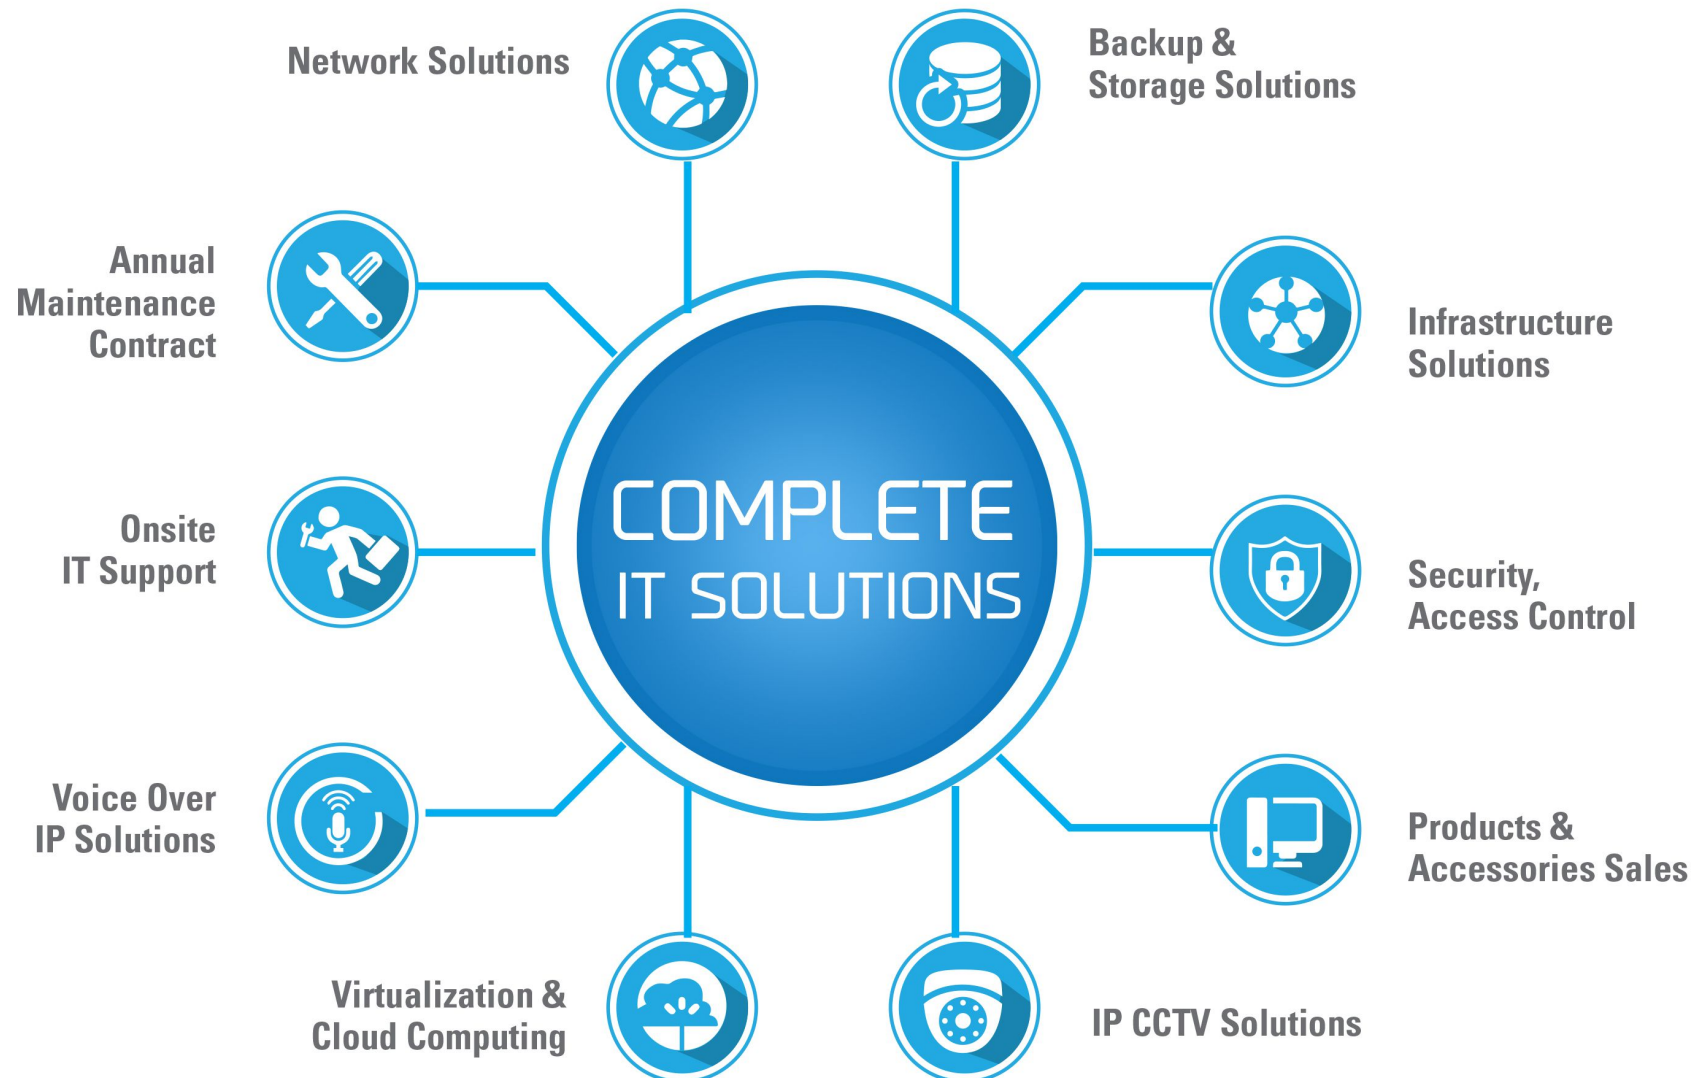 Network Solutions
Backup &
Storage Solutions
Annual
Maintenance
Contract
Infrastructure
Solutions
COMPLETE
IT SOLUTIONS
Onsite
IT Support
Security,
Access Control
Voice Over
IP Solutions
Products &
Accessories Sales
Virtualization &
Cloud Computing
IP CCTV Solutions